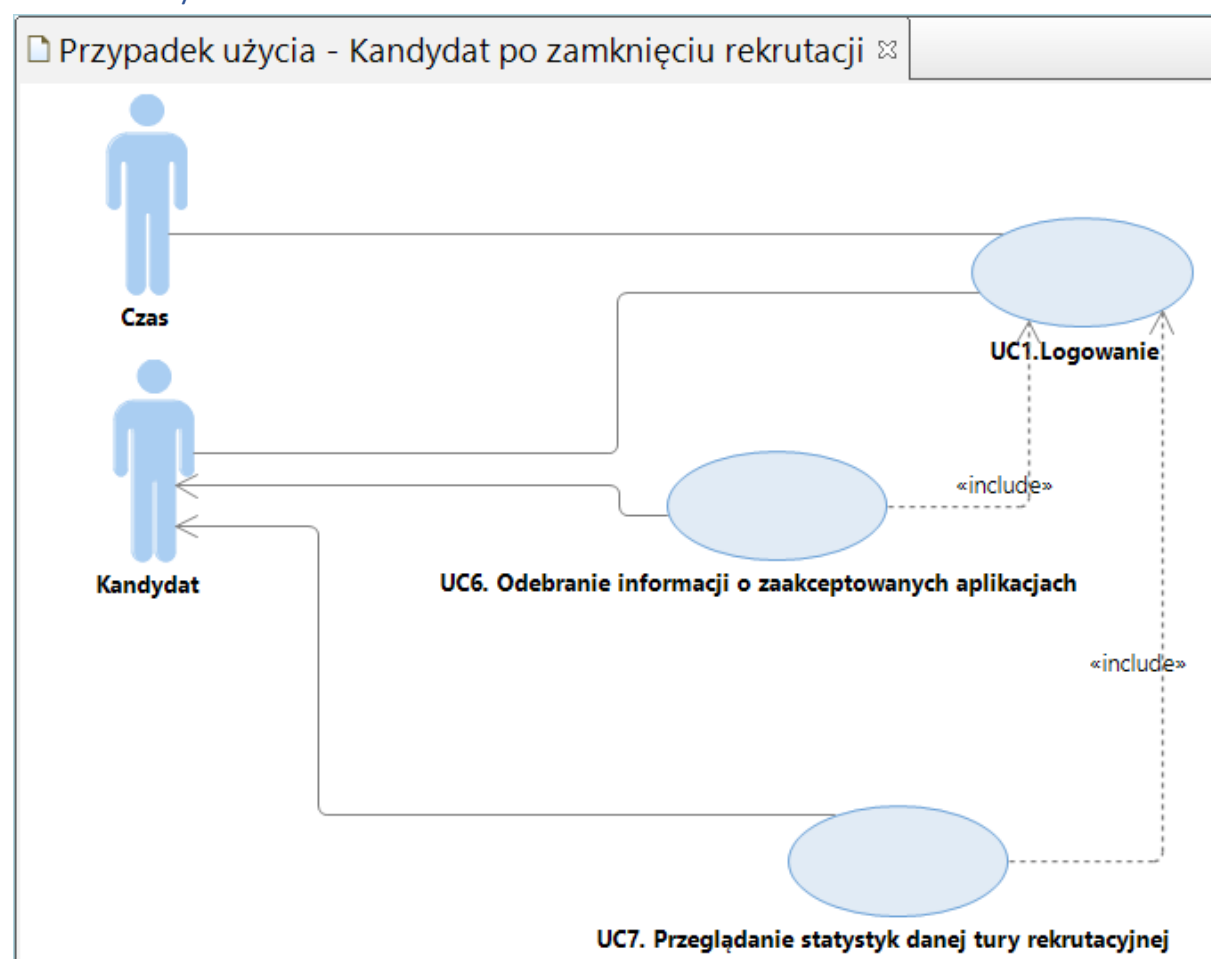 Przypadek użycia - Kandydat po zamknięciu rekrutacji
Czas
UC1.Logowanie
«include»
Kandydat
UC6. Odebranie informacji o zaakceptowanych aplikacjach
«include»
UC7. Przeglądanie statystyk danej tury rekrutacyjnej